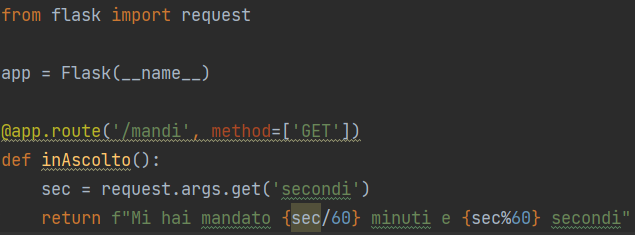 from flask import request
app = Flask(__name__)
@app.route('/mandi', method=['GET'])
def inAscolto():
sec = request.args.get('secondi')
return f"Mi hai mandato {sec/60} minuti e {sec%60} secondi"